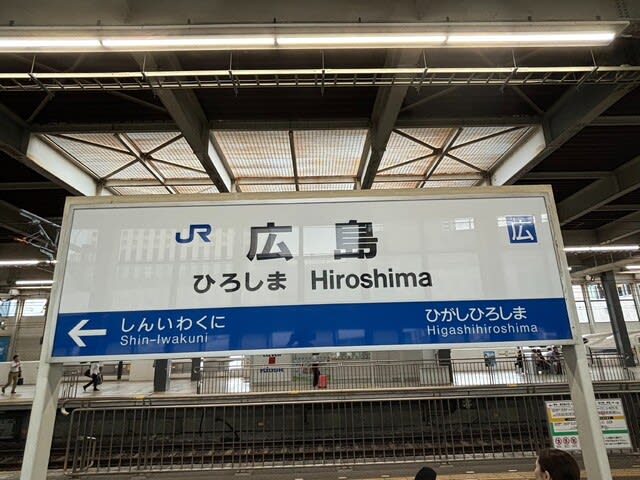 JR 広島 広
ひろしま Hiroshima
← しんいわくに ひがしひろしま
Shin-Iwakuni Higashihiroshima
KIOSK